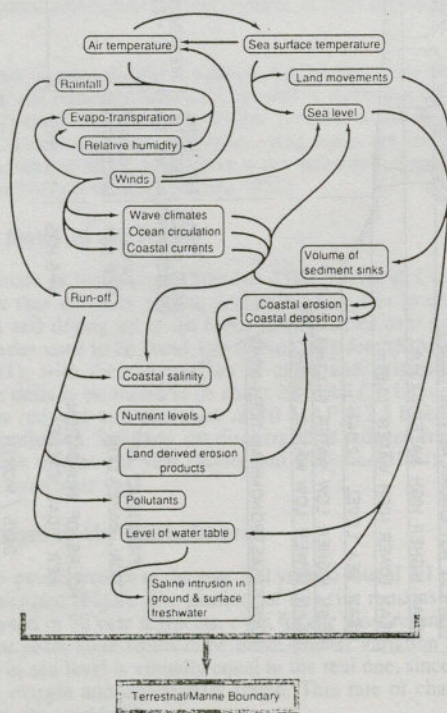 Air temperature
Sea surface temperature
Rainfall
Land movements
Evapo-transpiration
Sea level
Relative humidity
Winds
Wave climates
Ocean circulation
Coastal currents
Volume of
sediment sinks
Run-off
Coastal erosion
Coastal deposition
Coastal salinity
Nutrient levels
Land derived erosion
products
Pollutants
Level of water table
Saline intrusion in
ground & surface
freshwater
Terrestrial/Marine Boundary